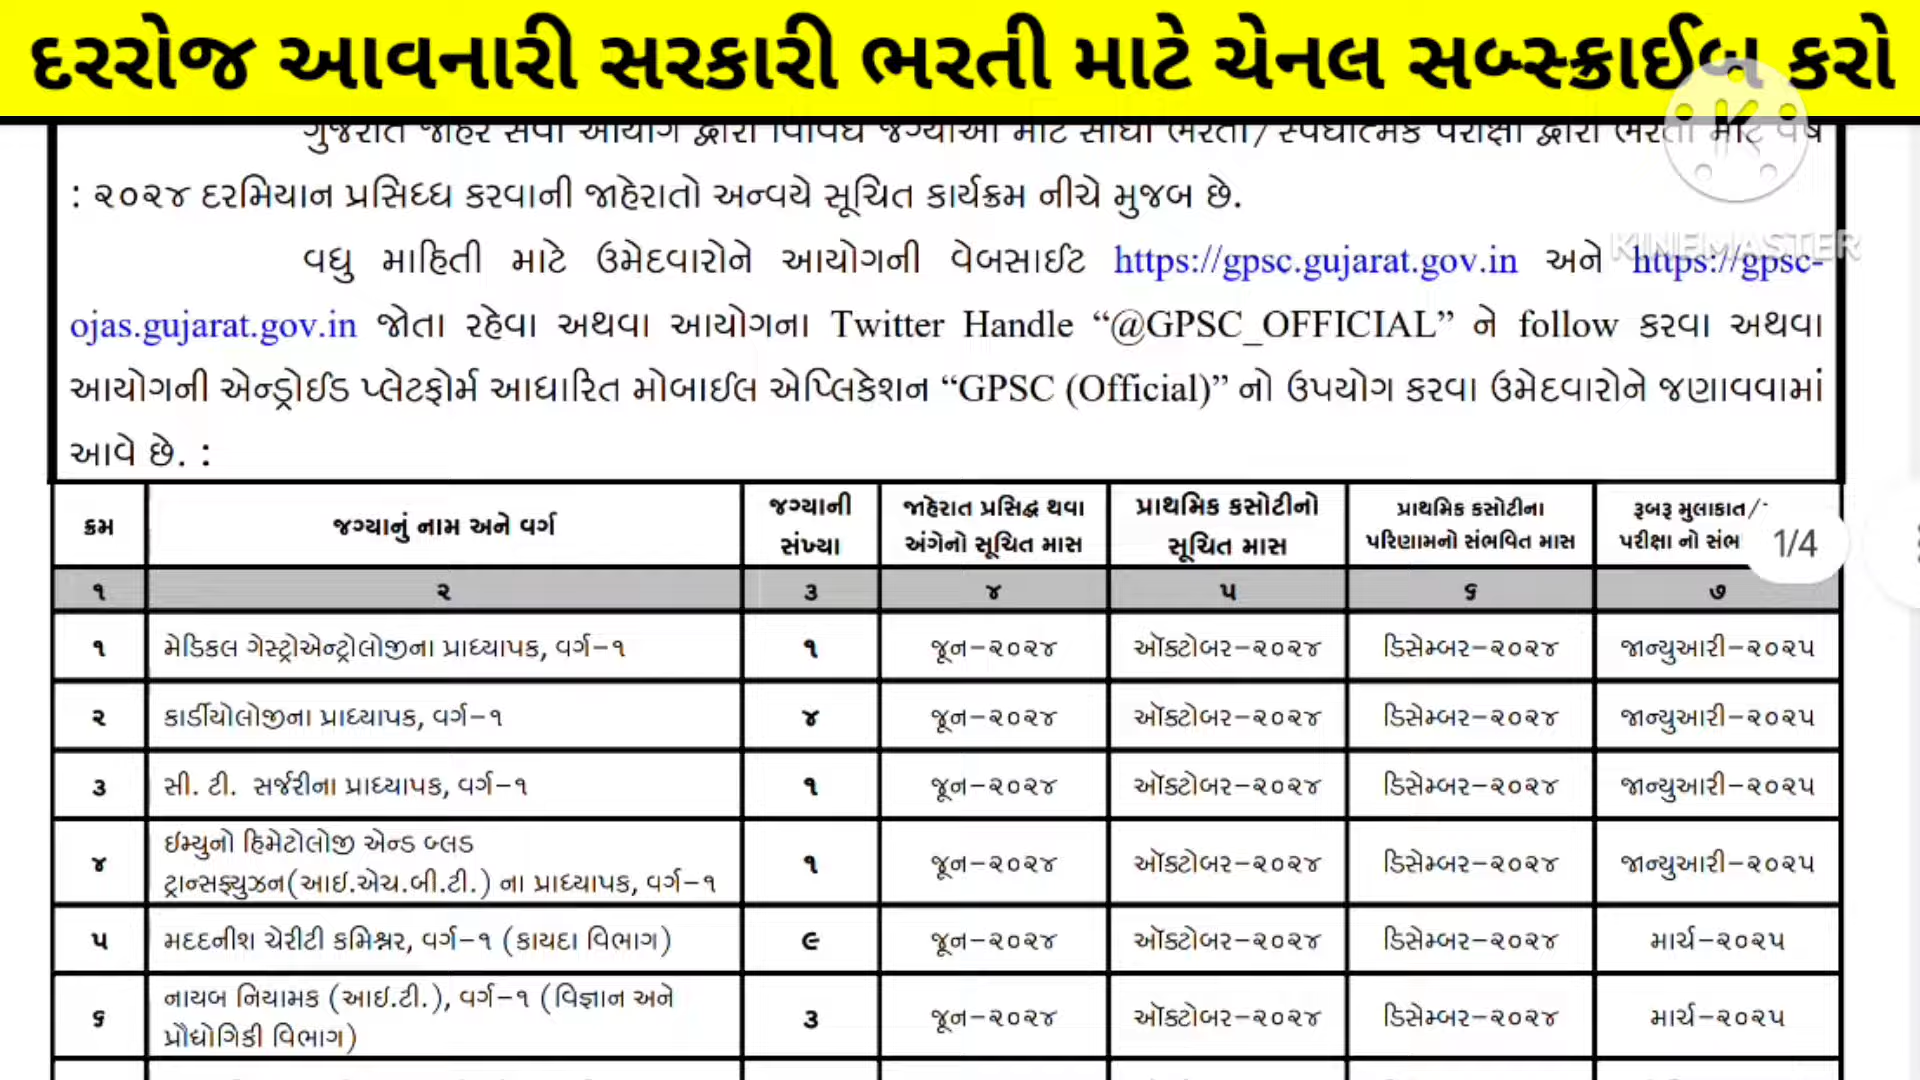 દરરોજ આવનારી સરકારી ભરતી માટે ચેનલ સબ્સ્ક્રાઈબ કરો
ગુજરાત જાહેર સેવા આયોગ દ્વારા વિવિધ જગ્યાઓ માટે સીધી ભરતી/સ્પર્ધાત્મક પરીક્ષા દ્વારા ભરતી માટે વર્ષ
: ૨૦૨૪ દરમિયાન પ્રસિધ્ધ કરવાની જાહેરાતો અન્વયે સૂચિત કાર્યક્રમ નીચે મુજબ છે.
વધુ માહિતી માટે ઉમેદવારોને આયોગની વેબસાઈટ https://gpsc.gujarat.gov.in અને https://gpsc-
KINEMASTER
ojas.gujarat.gov.in જોતા રહેવા અથવા આયોગના Twitter Handle “@GPSC_OFFICIAL” ને follow કરવા અથવા
આયોગની એન્ડ્રોઈડ પ્લેટફોર્મ આધારિત મોબાઈલ એપ્લિકેશન “GPSC (Official)” નો ઉપયોગ કરવા ઉમેદવારોને જણાવવામાં
આવે છે. :
ક્રમ જગ્યાનું નામ અને વર્ગ જગ્યાની સંખ્યા જાહેરાત પ્રસિદ્ધ થવા અંગેનો સૂચિત માસ પ્રાથમિક કસોટીનો સૂચિત માસ પ્રાથમિક કસોટીના પરિણામનો સંભવિત માસ રૂબરૂ મુલાકાત/ પરીક્ષા નો સંભ 1/4
૧ ૨ ૩ ૪ ૫ ૬ ૭
૧ મેડિકલ ગેસ્ટ્રોએન્ટ્રોલોજીના પ્રાધ્યાપક, વર્ગ-૧ ૧ જૂન-૨૦૨૪ ઑક્ટોબર-૨૦૨૪ ડિસેમ્બર-૨૦૨૪ જાન્યુઆરી-૨૦૨૫
૨ કાર્ડીયોલોજીના પ્રાધ્યાપક, વર્ગ-૧ ૪ જૂન-૨૦૨૪ ઑક્ટોબર-૨૦૨૪ ડિસેમ્બર-૨૦૨૪ જાન્યુઆરી-૨૦૨૫
૩ સી. ટી. સર્જરીના પ્રાધ્યાપક, વર્ગ-૧ ૧ જૂન-૨૦૨૪ ઑક્ટોબર-૨૦૨૪ ડિસેમ્બર-૨૦૨૪ જાન્યુઆરી-૨૦૨૫
૪ ઈમ્યુનો હિમેટોલોજી એન્ડ બ્લડ
ટ્રાન્સફ્યુઝન(આઈ.એચ.બી.ટી.) ના પ્રાધ્યાપક, વર્ગ-૧ ૧ જૂન-૨૦૨૪ ઑક્ટોબર-૨૦૨૪ ડિસેમ્બર-૨૦૨૪ જાન્યુઆરી-૨૦૨૫
૫ મદદનીશ ચેરીટી કમિશ્નર, વર્ગ-૧ (કાયદા વિભાગ) ૯ જૂન-૨૦૨૪ ઑક્ટોબર-૨૦૨૪ ડિસેમ્બર-૨૦૨૪ માર્ચ-૨૦૨૫
૬ નાયબ નિયામક (આઈ.ટી.), વર્ગ-૧ (વિજ્ઞાન અને
પ્રૌદ્યોગિકી વિભાગ) ૩ જૂન-૨૦૨૪ ઑક્ટોબર-૨૦૨૪ ડિસેમ્બર-૨૦૨૪ માર્ચ-૨૦૨૫